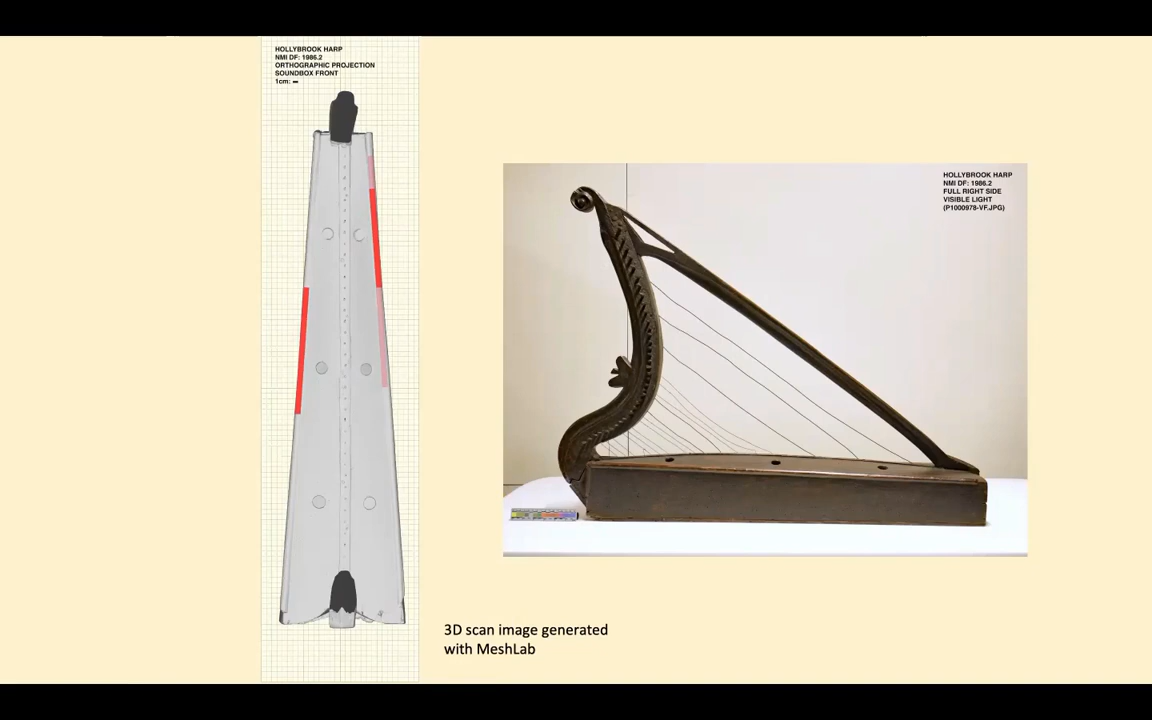 HOLLYBROOK HARP
NMI DF: 1986.2
ORTHOGRAPHIC PROJECTION
SOUNDBOX FRONT
1cm:
HOLLYBROOK HARP
NMI DF: 1986.2
FULL RIGHT SIDE
VISIBLE LIGHT
(P1000978-VF.JPG)
3D scan image generated
with MeshLab